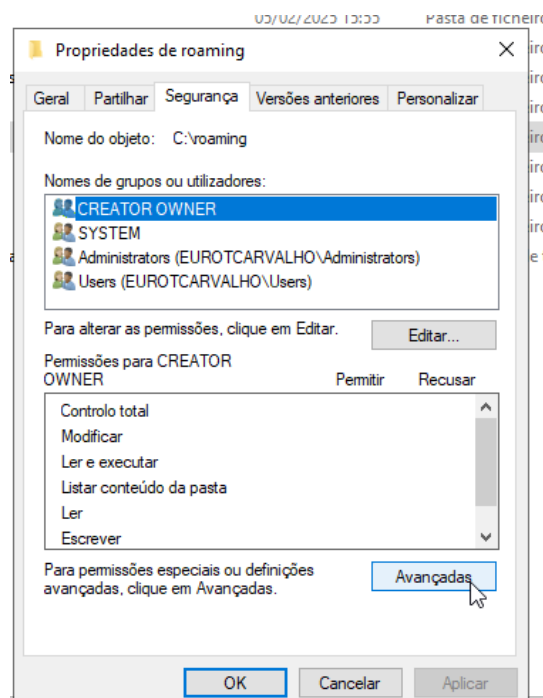 05/02/2025 15:55 Pasta de ficheiro
Propriedades de roaming
Geral Partilhar Segurança Versões anteriores Personalizar
Nome do objeto: C:\roaming
Nomes de grupos ou utilizadores:
CREATOR OWNER
SYSTEM
Administrators (EUROTCARVALHO\Administrators)
Users (EUROTCARVALHO\Users)
Para alterar as permissões, clique em Editar. Editar...
Permissões para CREATOR
OWNER Permitir Recusar
Controlo total
Modificar
Ler e executar
Listar conteúdo da pasta
Ler
Escrever
Para permissões especiais ou definições
avançadas, clique em Avançadas. Avançadas
OK Cancelar Aplicar